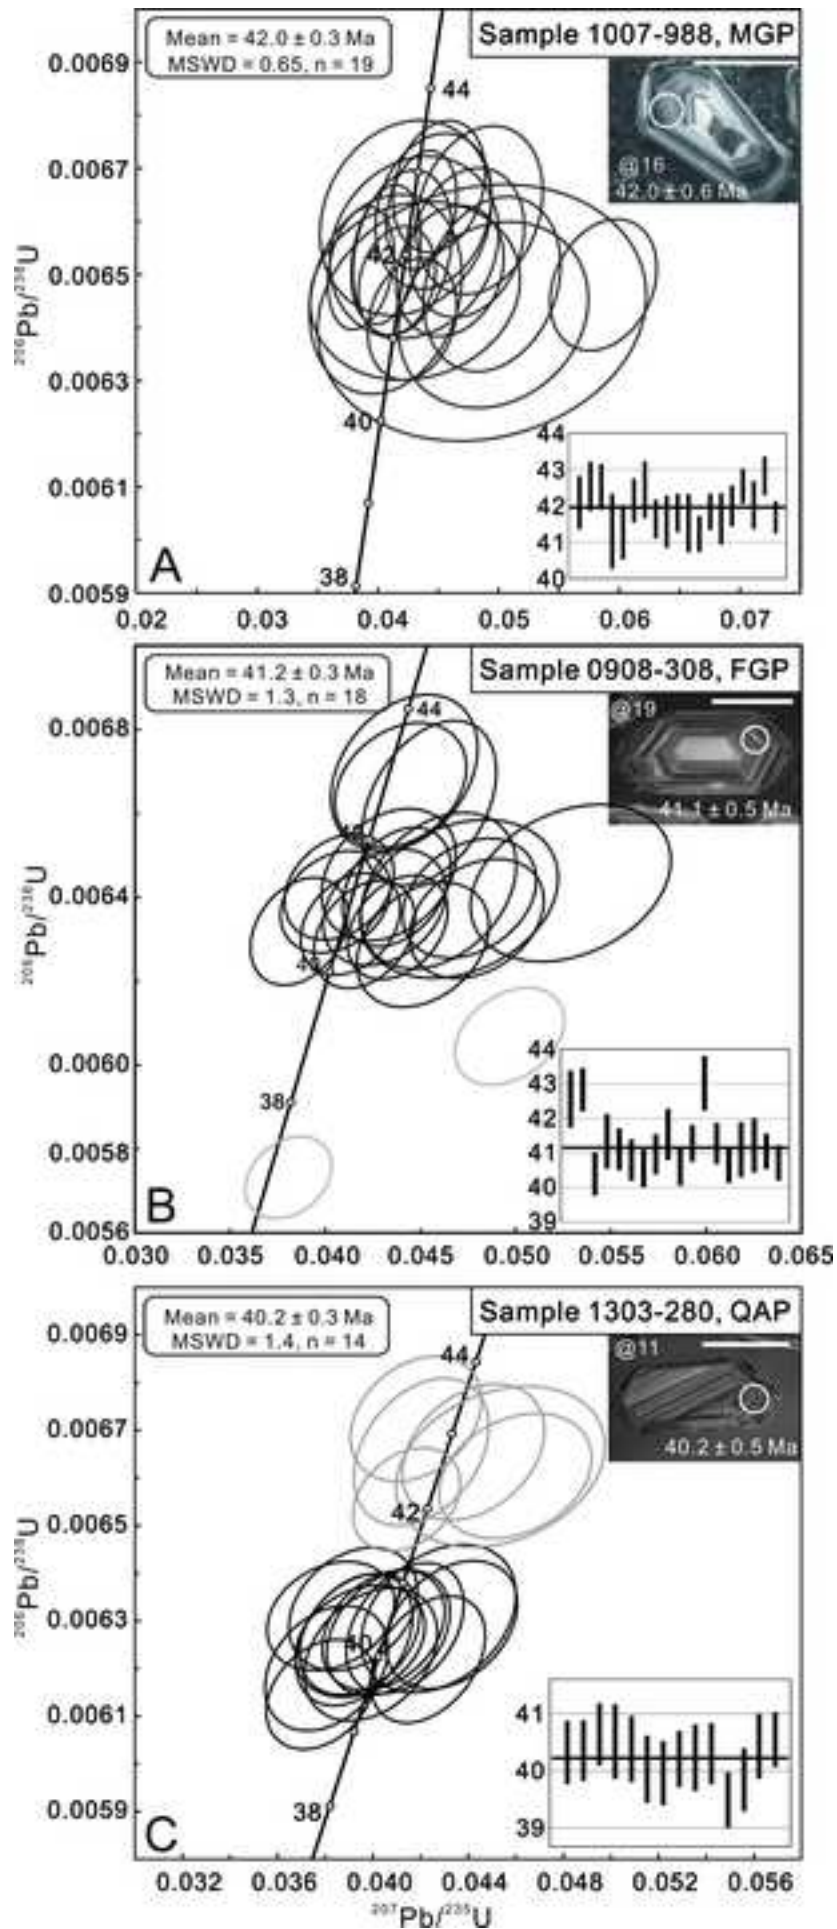 Mean = 42.0 ± 0.3 Ma
MSWD = 0.65, n = 19
Sample 1007-988, MGP
@16
42.0 ± 0.6 Ma
0.0069
0.0067
0.0065
0.0063
0.0061
0.0059
²⁰⁶Pb/²³⁸U
44
42
40
38
44
43
42
41
40
A
0.02 0.03 0.04 0.05 0.06 0.07
Mean = 41.2 ± 0.3 Ma
MSWD = 1.3, n = 18
Sample 0908-308, FGP
@19
41.1 ± 0.5 Ma
0.0068
0.0064
0.0060
0.0058
0.0056
²⁰⁶Pb/²³⁸U
44
38
44
43
42
41
40
39
B
0.030 0.035 0.040 0.045 0.050 0.055 0.060 0.065
Mean = 40.2 ± 0.3 Ma
MSWD = 1.4, n = 14
Sample 1303-280, QAP
@11
40.2 ± 0.5 Ma
0.0069
0.0067
0.0065
0.0063
0.0061
0.0059
²⁰⁶Pb/²³⁸U
44
42
40
38
41
40
39
C
0.032 0.036 0.040 0.044 0.048 0.052 0.056
²⁰⁷Pb/²³⁵U